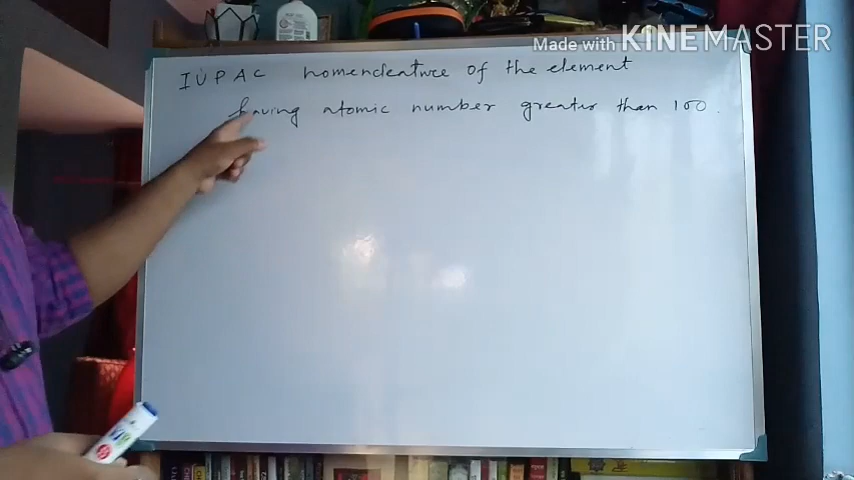 Made with KINEMASTER
IUPAC nomenclature of the element
having atomic number greater than 100.